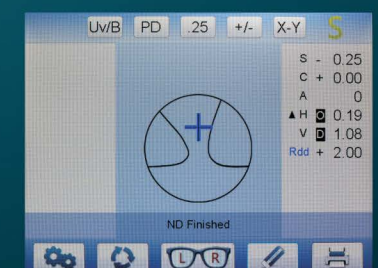 Uv/B PD .25 +/- X-Y S
S - 0.25
C + 0.00
A 0
▲ H O 0.19
V D 1.08
Rdd + 2.00
ND Finished
L R